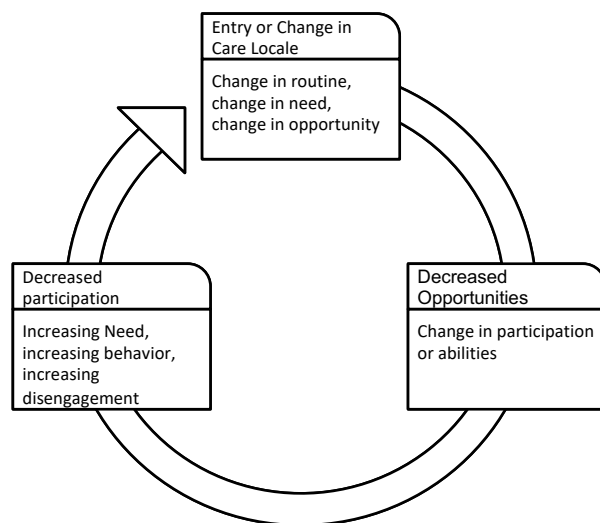 Entry or Change in
Care Locale
Change in routine,
change in need,
change in opportunity
Decreased
Opportunities
Change in participation
or abilities
Decreased
participation
Increasing Need,
increasing behavior,
increasing
disengagement